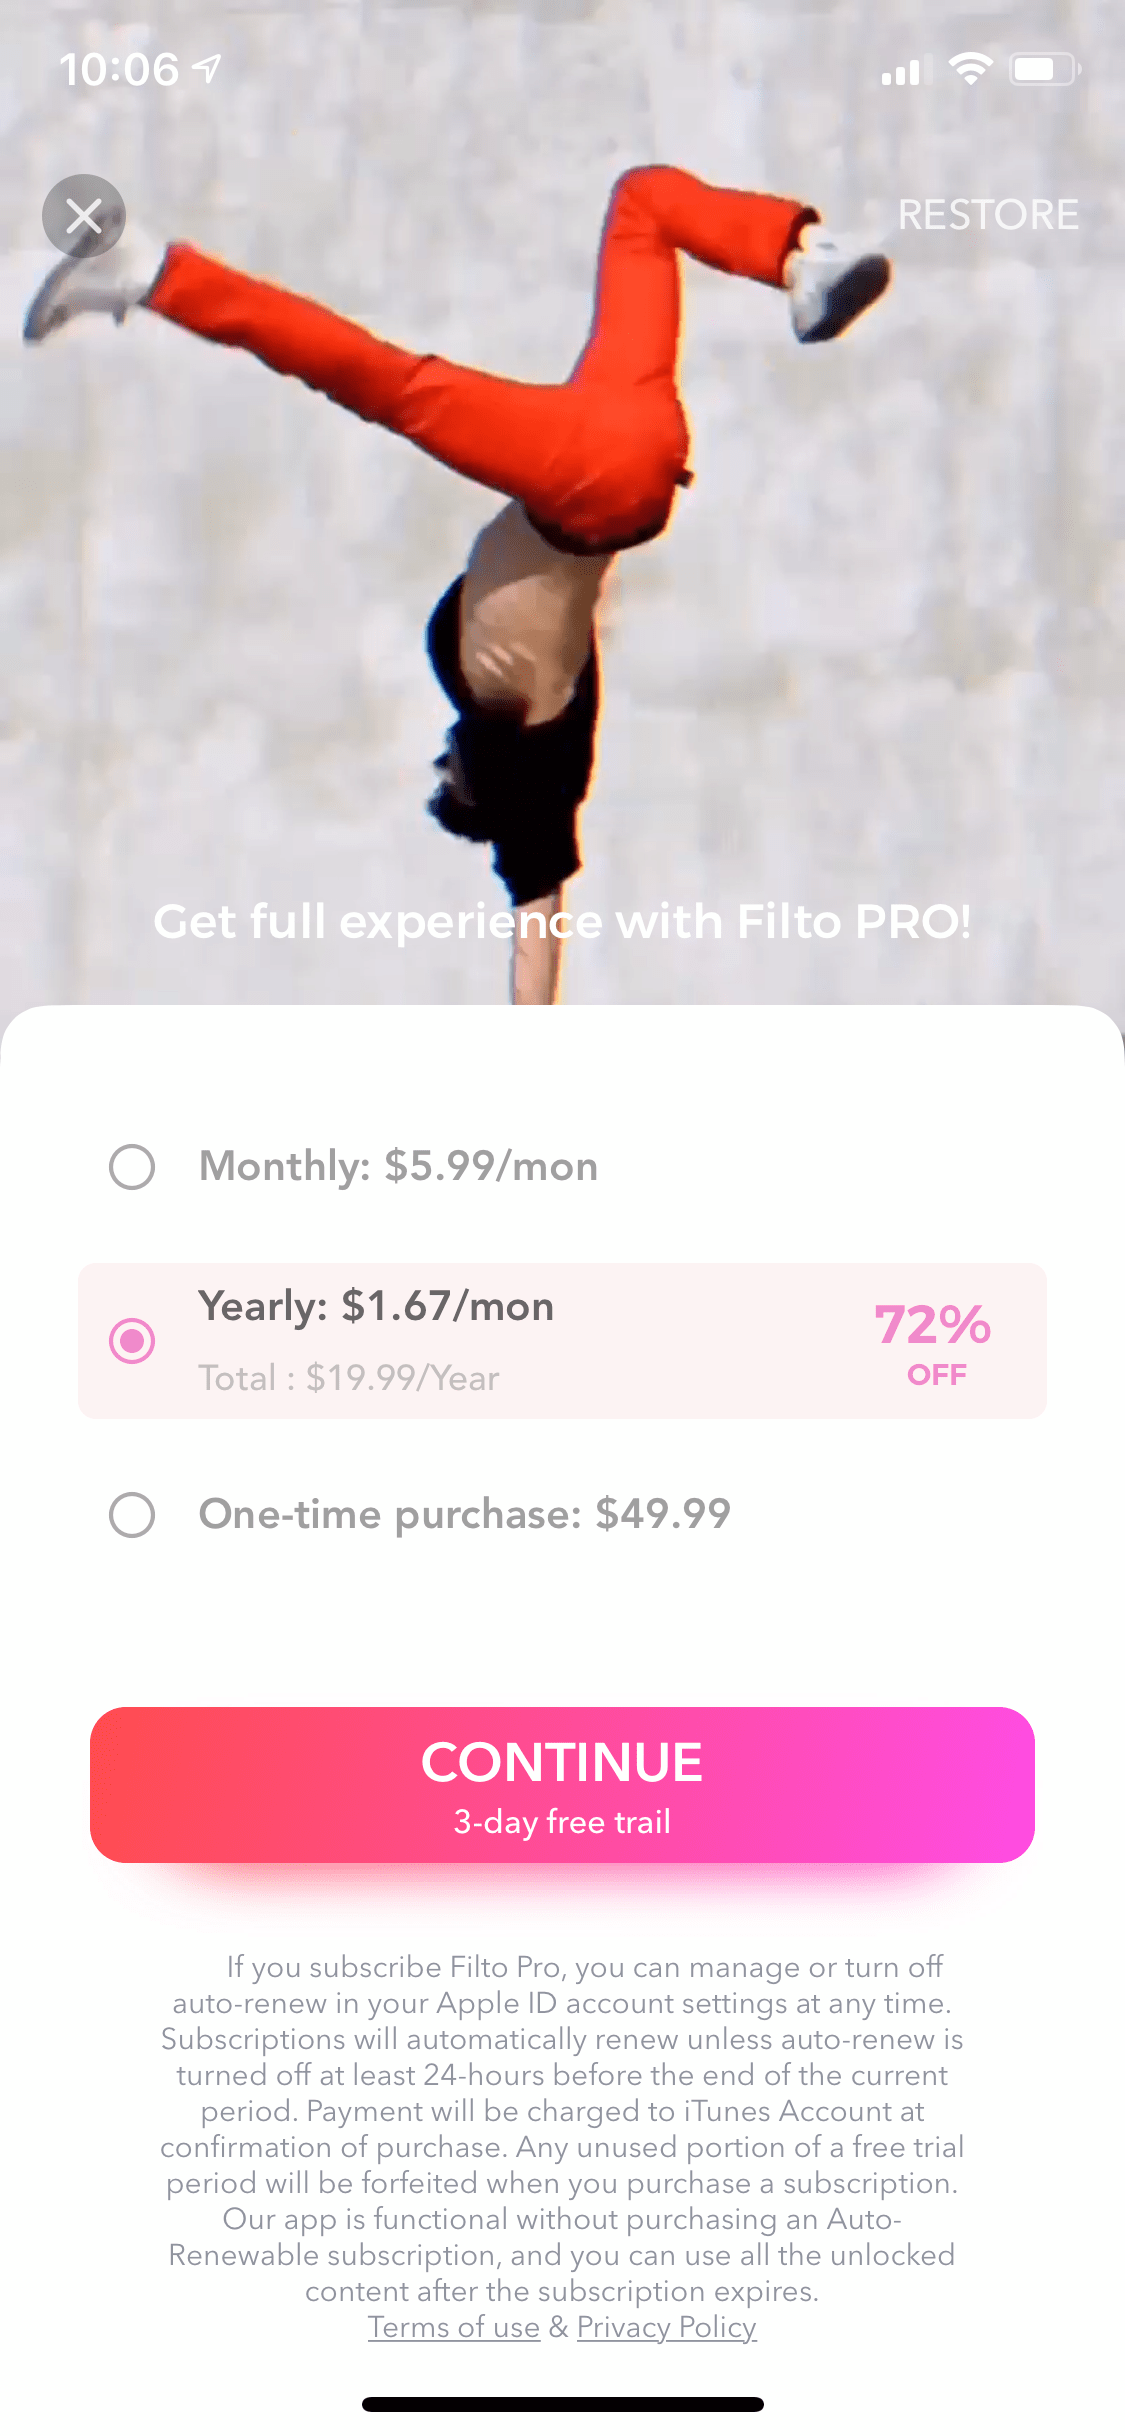 10:06
RESTORE
Get full experience with Filto PRO!
Monthly: $5.99/mon
Yearly: $1.67/mon
Total : $19.99/Year
72%
OFF
One-time purchase: $49.99
CONTINUE
3-day free trail
If you subscribe Filto Pro, you can manage or turn off
auto-renew in your Apple ID account settings at any time.
Subscriptions will automatically renew unless auto-renew is
turned off at least 24-hours before the end of the current
period. Payment will be charged to iTunes Account at
confirmation of purchase. Any unused portion of a free trial
period will be forfeited when you purchase a subscription.
Our app is functional without purchasing an Auto-
Renewable subscription, and you can use all the unlocked
content after the subscription expires.
Terms of use & Privacy Policy